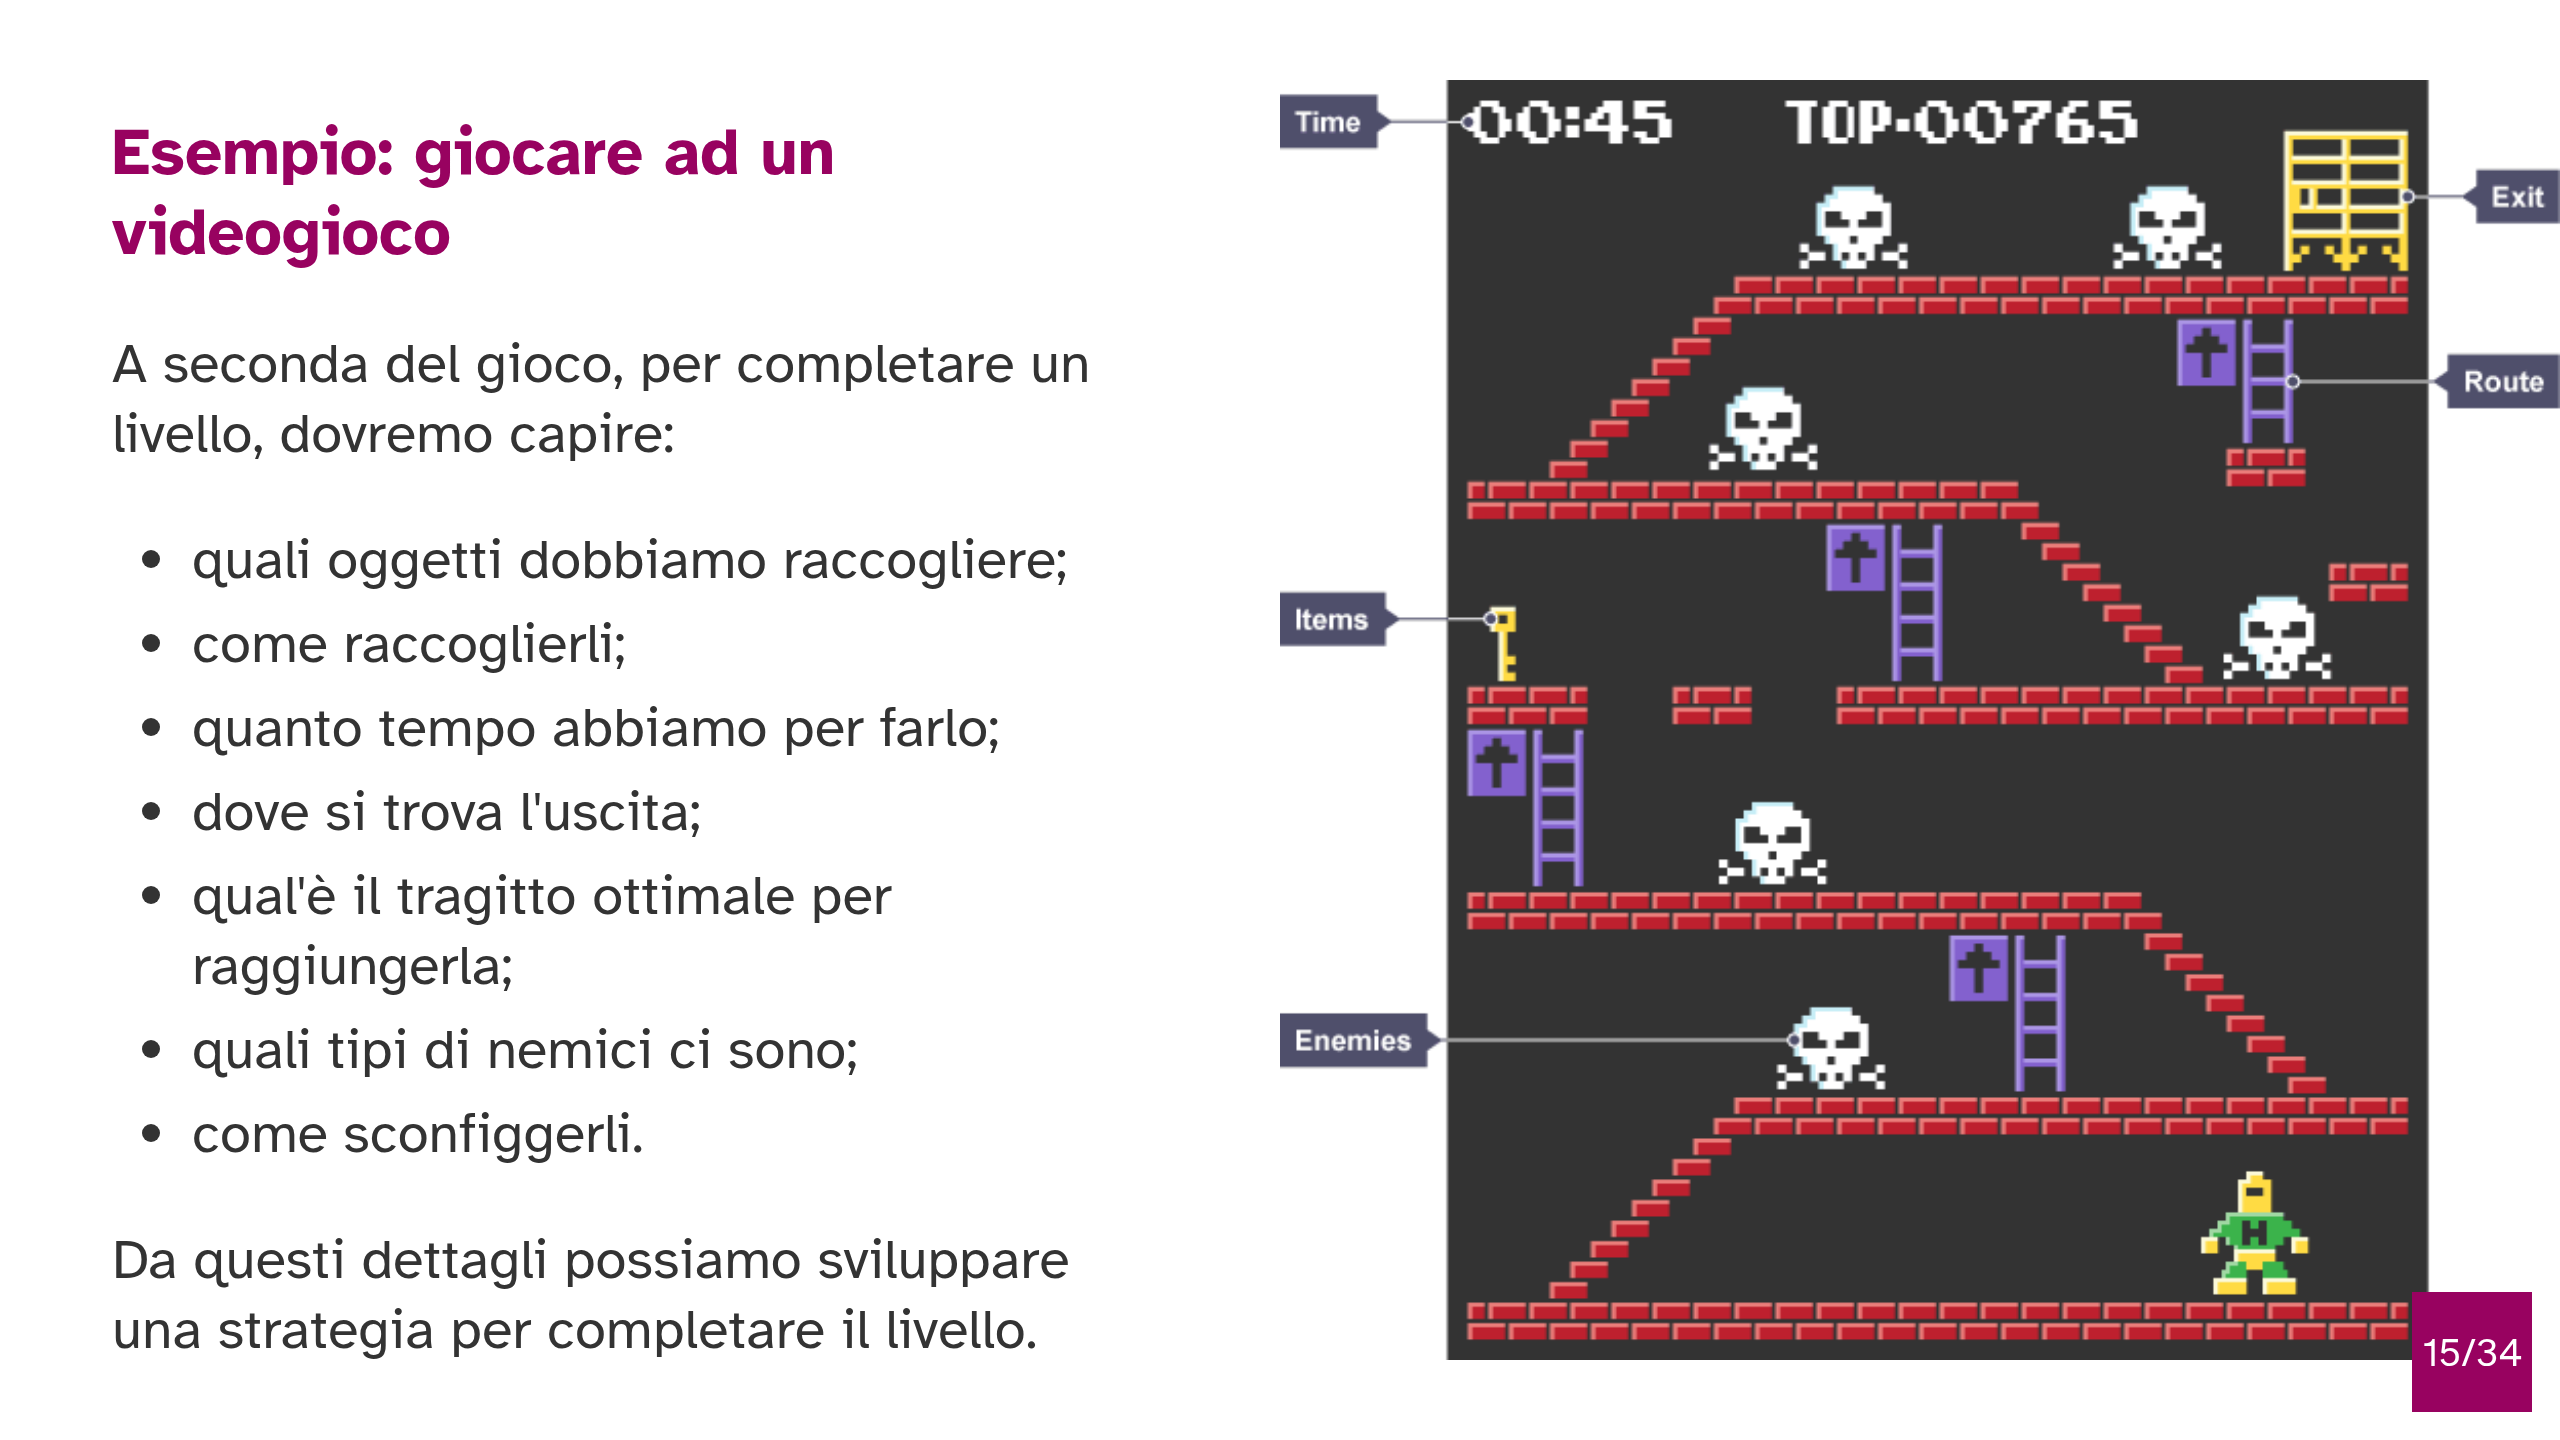 Esempio: giocare ad un
videogioco
A seconda del gioco, per completare un
livello, dovremo capire:
• quali oggetti dobbiamo raccogliere;
• come raccoglierli;
• quanto tempo abbiamo per farlo;
• dove si trova l'uscita;
• qual'è il tragitto ottimale per
raggiungerla;
• quali tipi di nemici ci sono;
• come sconfiggerli.
Da questi dettagli possiamo sviluppare
una strategia per completare il livello.
Time
00:45 TOP-00765
Exit
Route
Items
Enemies
H
15/34